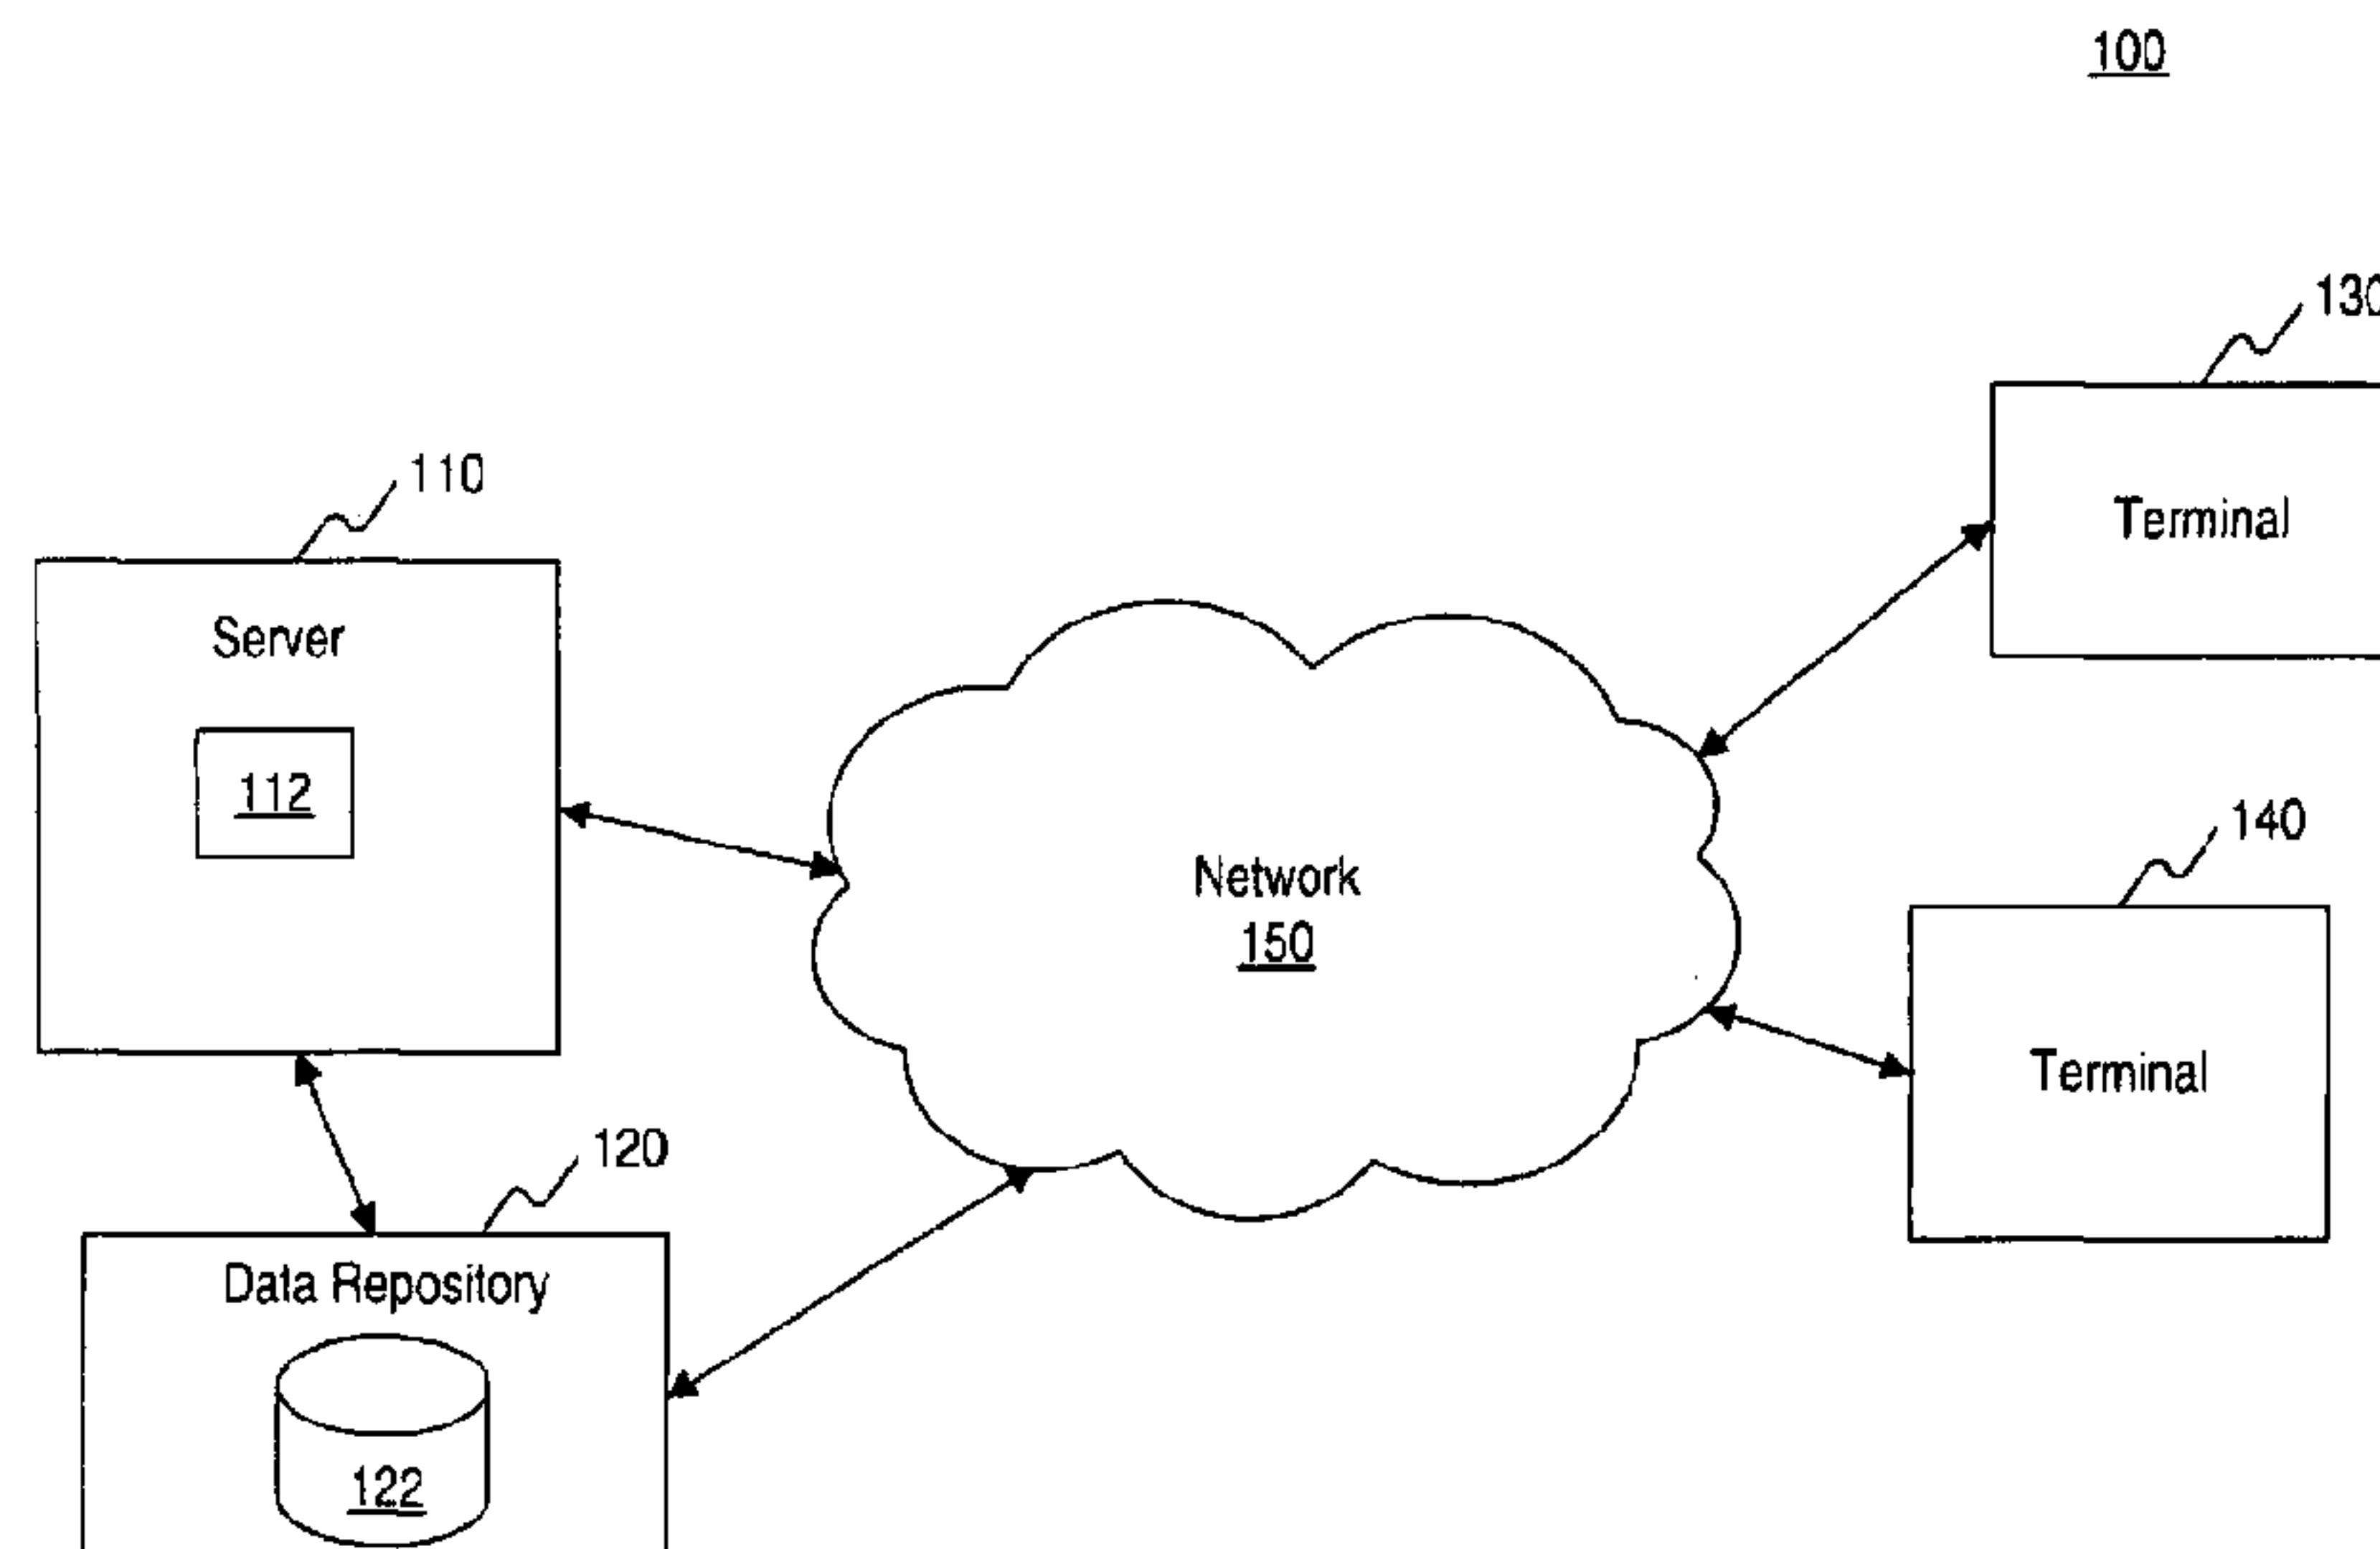 100
130
110
Terminal
Server
112
140
Network
150
Terminal
120
Data Repository
122